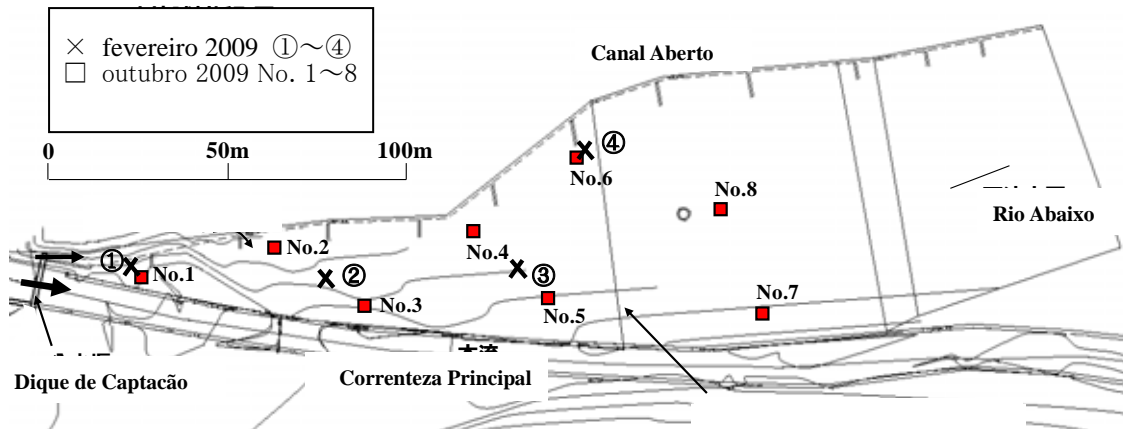 × fevereiro 2009 ①～④
□ outubro 2009 No. 1～8
0 50m 100m
Canal Aberto
④
No.6
No.8
Rio Abaixo
No.2
No.4
① No.1
②
③
No.3
No.5
No.7
Dique de Captacão
Correnteza Principal